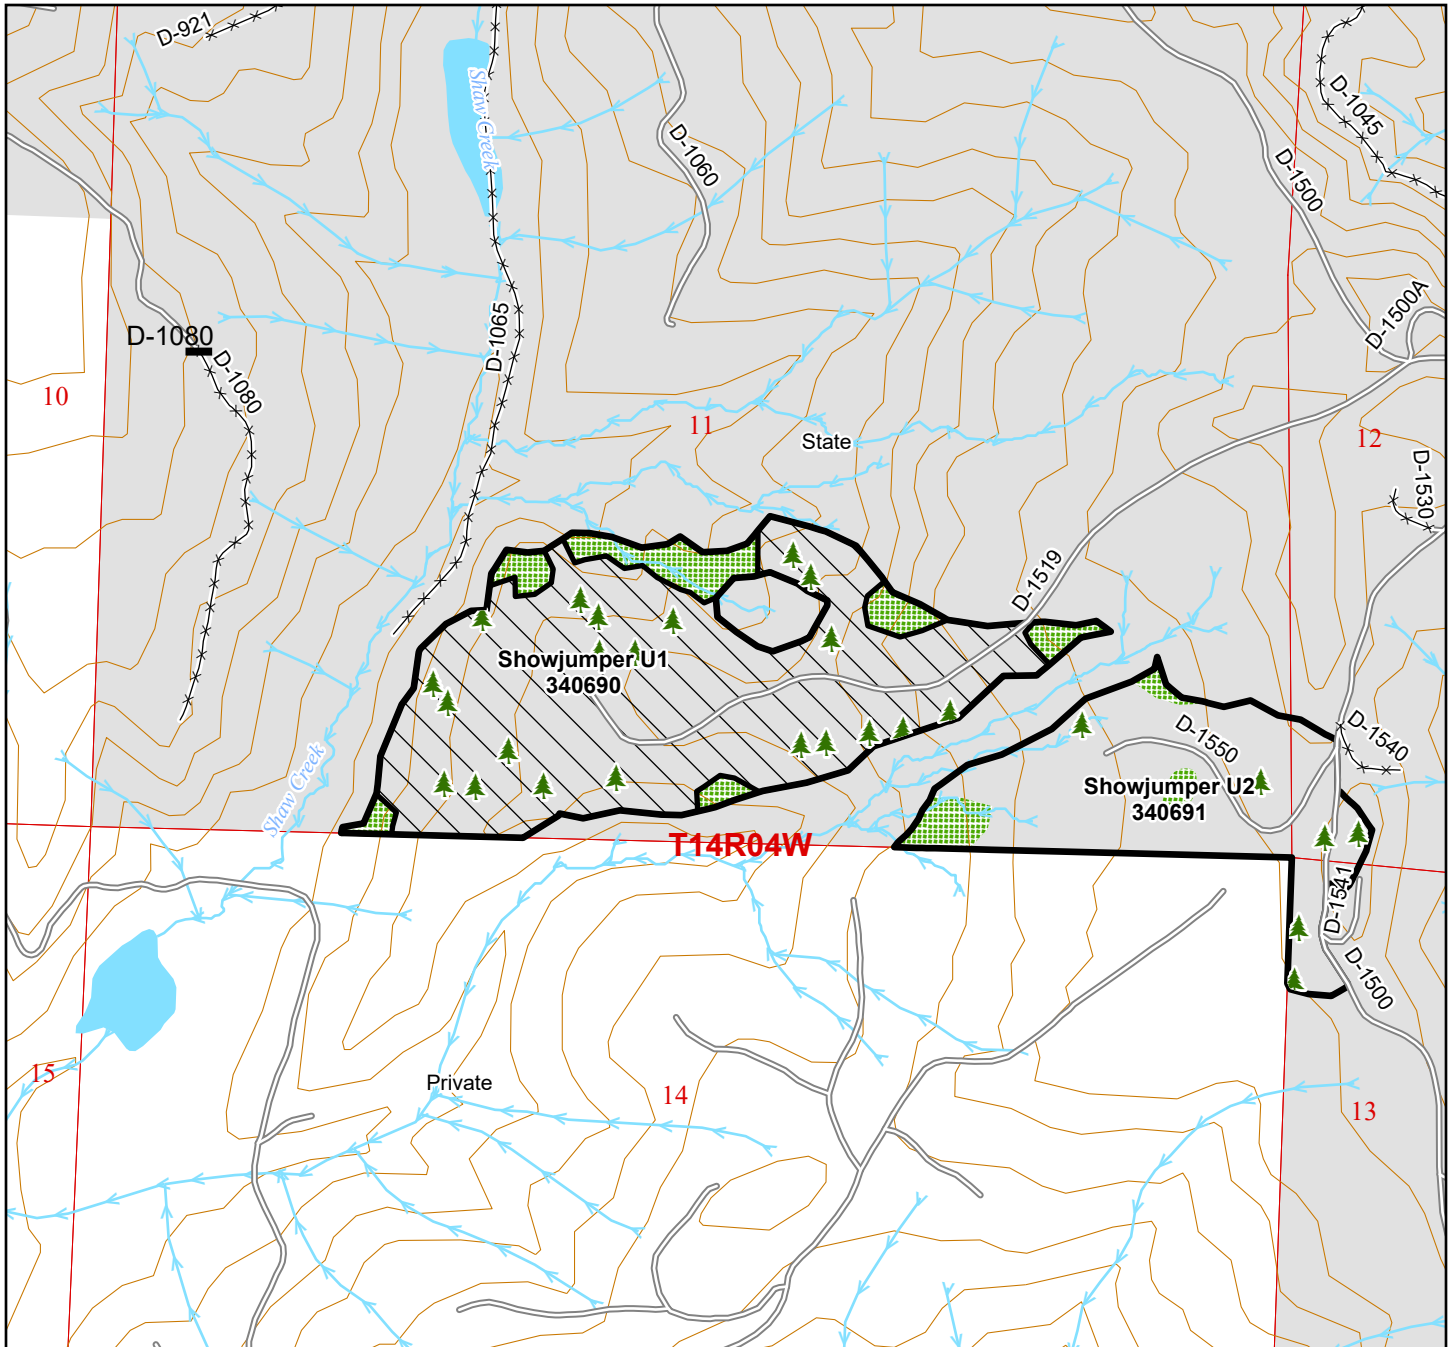 D-921
Shaw Creek
D-1060
D-1045
D-1500
D-1500A
D-1080
D-1080
D-1065
10
11
State
12
D-1530
D-1519
Showjumper U1
340690
D-1550
D-1540
Showjumper U2
340691
Shaw Creek
T14R04W
D-1541
D-1500
15
Private
14
13